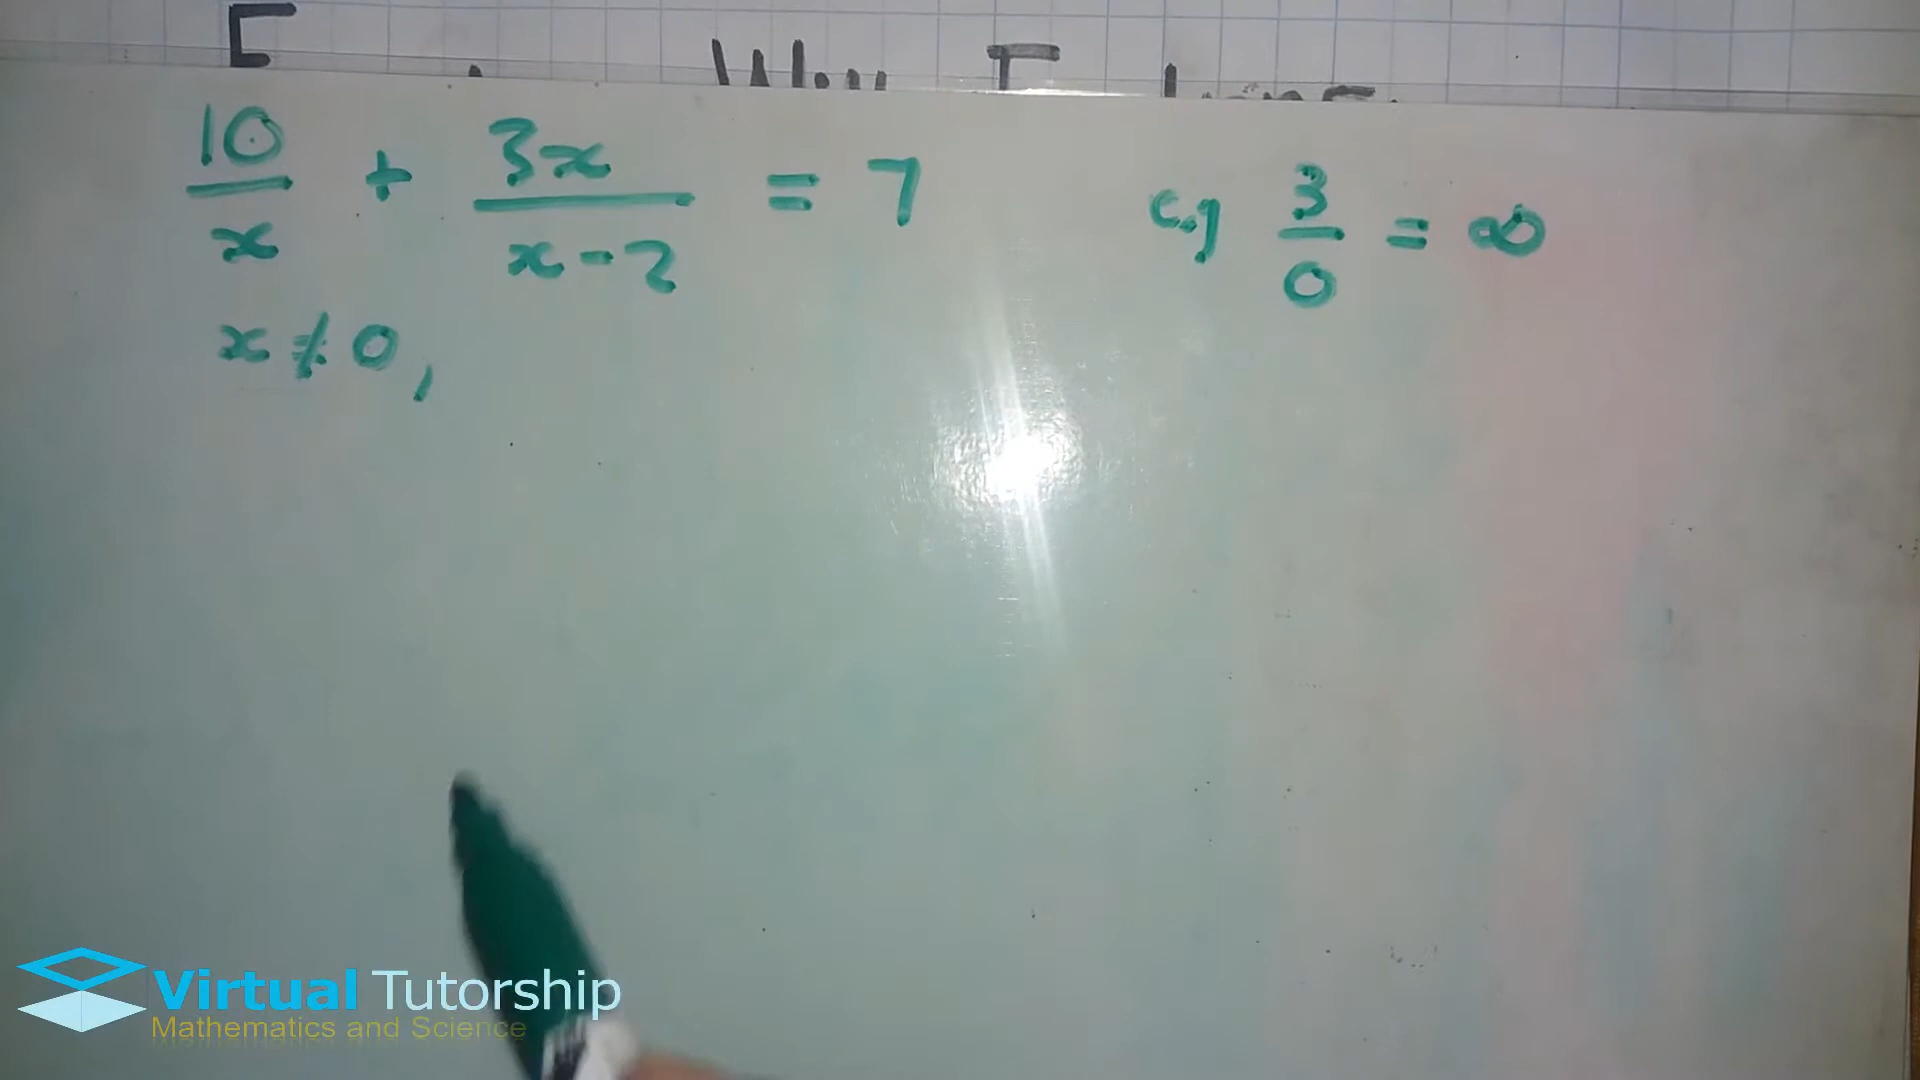 10/x + 3x/x-2 = 7
e.g 3/0 = ∞
x ≠ 0,
Virtual Tutorship
Mathematics and Science